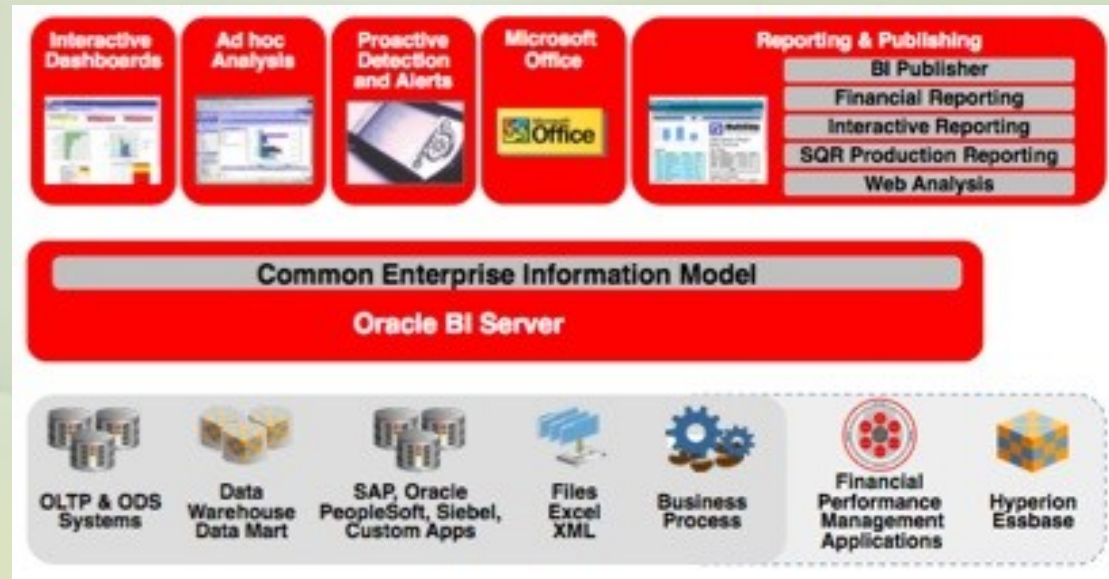 Interactive
Dashboards
Ad hoc
Analysis
Proactive
Detection
and Alerts
Microsoft
Office
Office
Reporting & Publishing
BI Publisher
Financial Reporting
Interactive Reporting
SQR Production Reporting
Web Analysis
Common Enterprise Information Model
Oracle BI Server
OLTP & ODS
Systems
Data
Warehouse
Data Mart
SAP, Oracle
PeopleSoft, Siebel,
Custom Apps
Files
Excel
XML
Business
Process
Financial
Performance
Management
Applications
Hyperion
Essbase